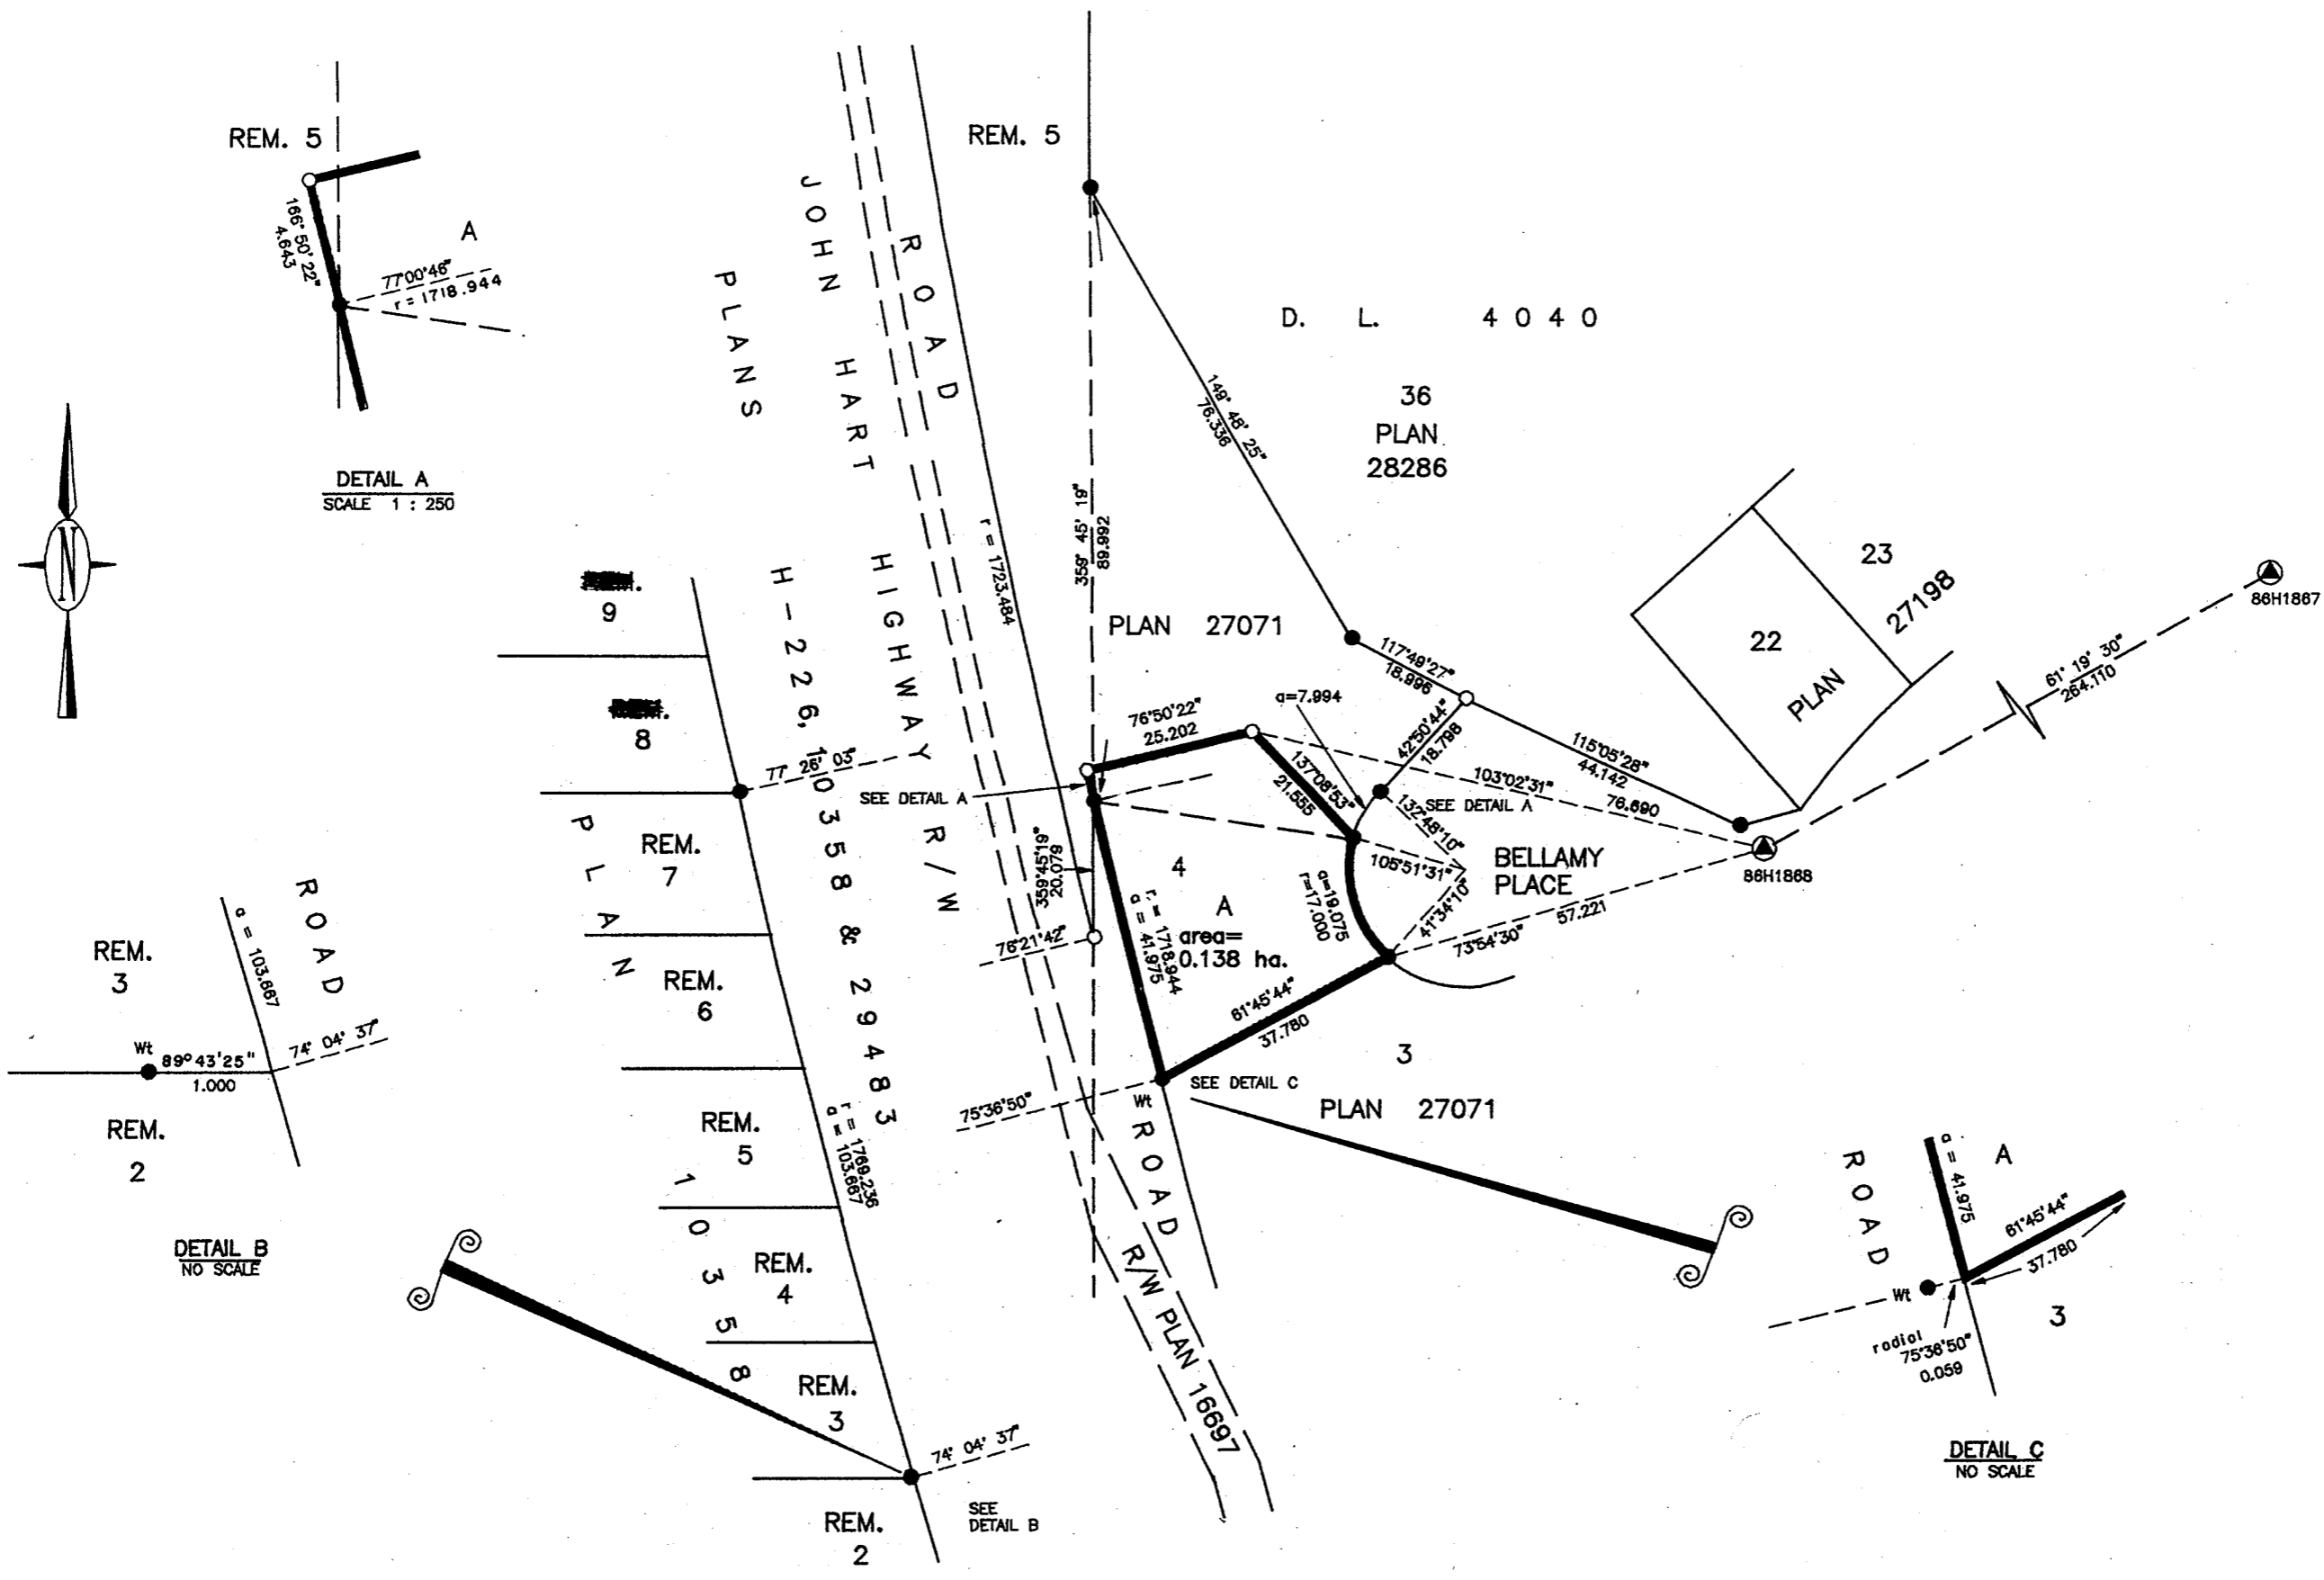 REM. 5
166° 50' 22"
4.643
A
77°00'46"
r = 1718.944
DETAIL A
SCALE 1 : 250
N
PLANS
H-226, 10358 & 29483
JOHN HART HIGHWAY R/W
ROAD
r = 1723.484
REM. 5
359° 45' 19"
89.992
149° 48' 25"
76.336
D. L. 4040
36
PLAN
28286
PLAN 27071
117°49'27"
18.996
a=7.994
42°50'44"
18.798
115°05'28"
44.142
23
22
PLAN 27198
61° 19' 30"
264.110
86H1867
86H1868
76°50'22"
25.202
137°08'53"
21.555
103°02'31"
76.690
SEE DETAIL A
SEE DETAIL A
132°48'10"
105°51'31"
41°34'10"
BELLAMY
PLACE
a=19.075
r=17.000
73°54'30"
57.221
359°45'19"
20.079
76°21'42"
4
A
area=
0.138 ha.
r = 1718.944
a = 41.975
61°45'44"
37.780
3
SEE DETAIL C
PLAN 27071
75°36'50"
Wt
ROAD
R/W PLAN 16697
9
8
77° 26' 03"
REM.
7
REM.
6
REM.
5
REM.
4
REM.
3
REM.
2
PLAN 10358
r = 1769.236
a = 103.667
74° 04' 37"
SEE
DETAIL B
REM.
3
ROAD
a = 103.667
Wt
89°43'25"
1.000
74° 04' 37"
REM.
2
DETAIL B
NO SCALE
ROAD
a = 41.975
A
61°45'44"
37.780
Wt
3
radial
75°36'50"
0.059
DETAIL C
NO SCALE